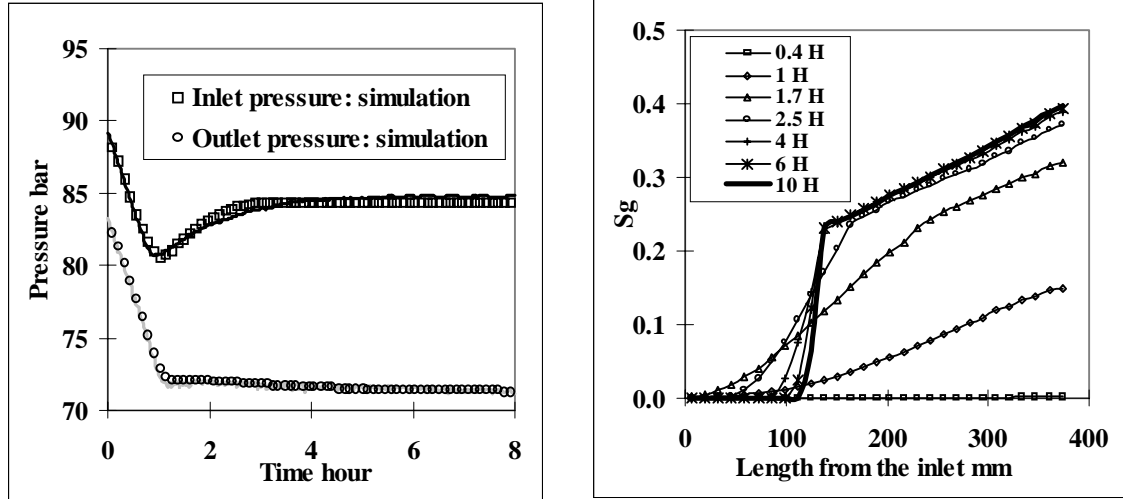 95
90
85
80
75
70
Pressure bar
Inlet pressure: simulation
Outlet pressure: simulation
0
2
4
6
8
Time hour
0.5
0.4
0.3
0.2
0.1
0.0
Sg
0.4 H
1 H
1.7 H
2.5 H
4 H
6 H
10 H
0
100
200
300
400
Length from the inlet mm